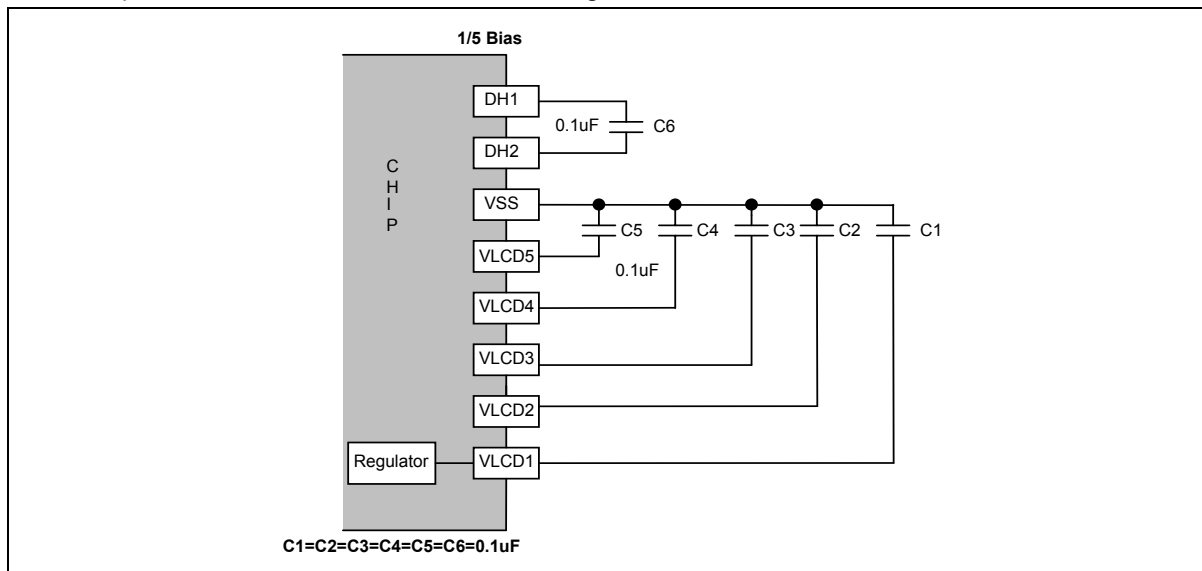 1/5 Bias
DH1
0.1uF
C6
DH2
CHIP
VSS
C5
C4
C3
C2
C1
VLCD5
0.1uF
VLCD4
VLCD3
VLCD2
Regulator
VLCD1
C1=C2=C3=C4=C5=C6=0.1uF